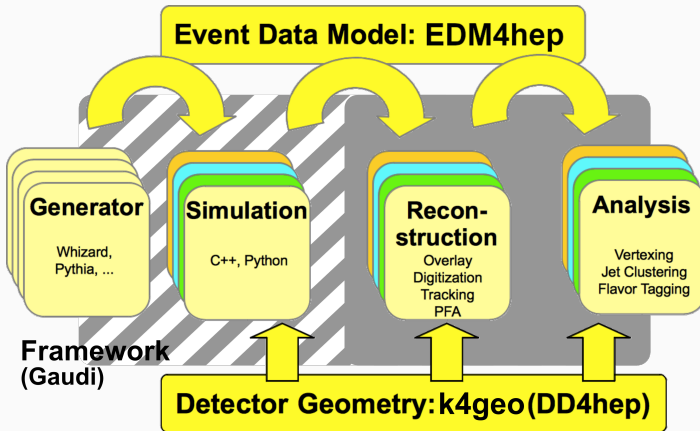 Event Data Model: EDM4hep
Generator
Whizard,
Pythia, ...
Simulation
C++, Python
Recon-
struction
Overlay
Digitization
Tracking
PFA
Analysis
Vertexing
Jet Clustering
Flavor Tagging
Framework
(Gaudi)
Detector Geometry: k4geo (DD4hep)